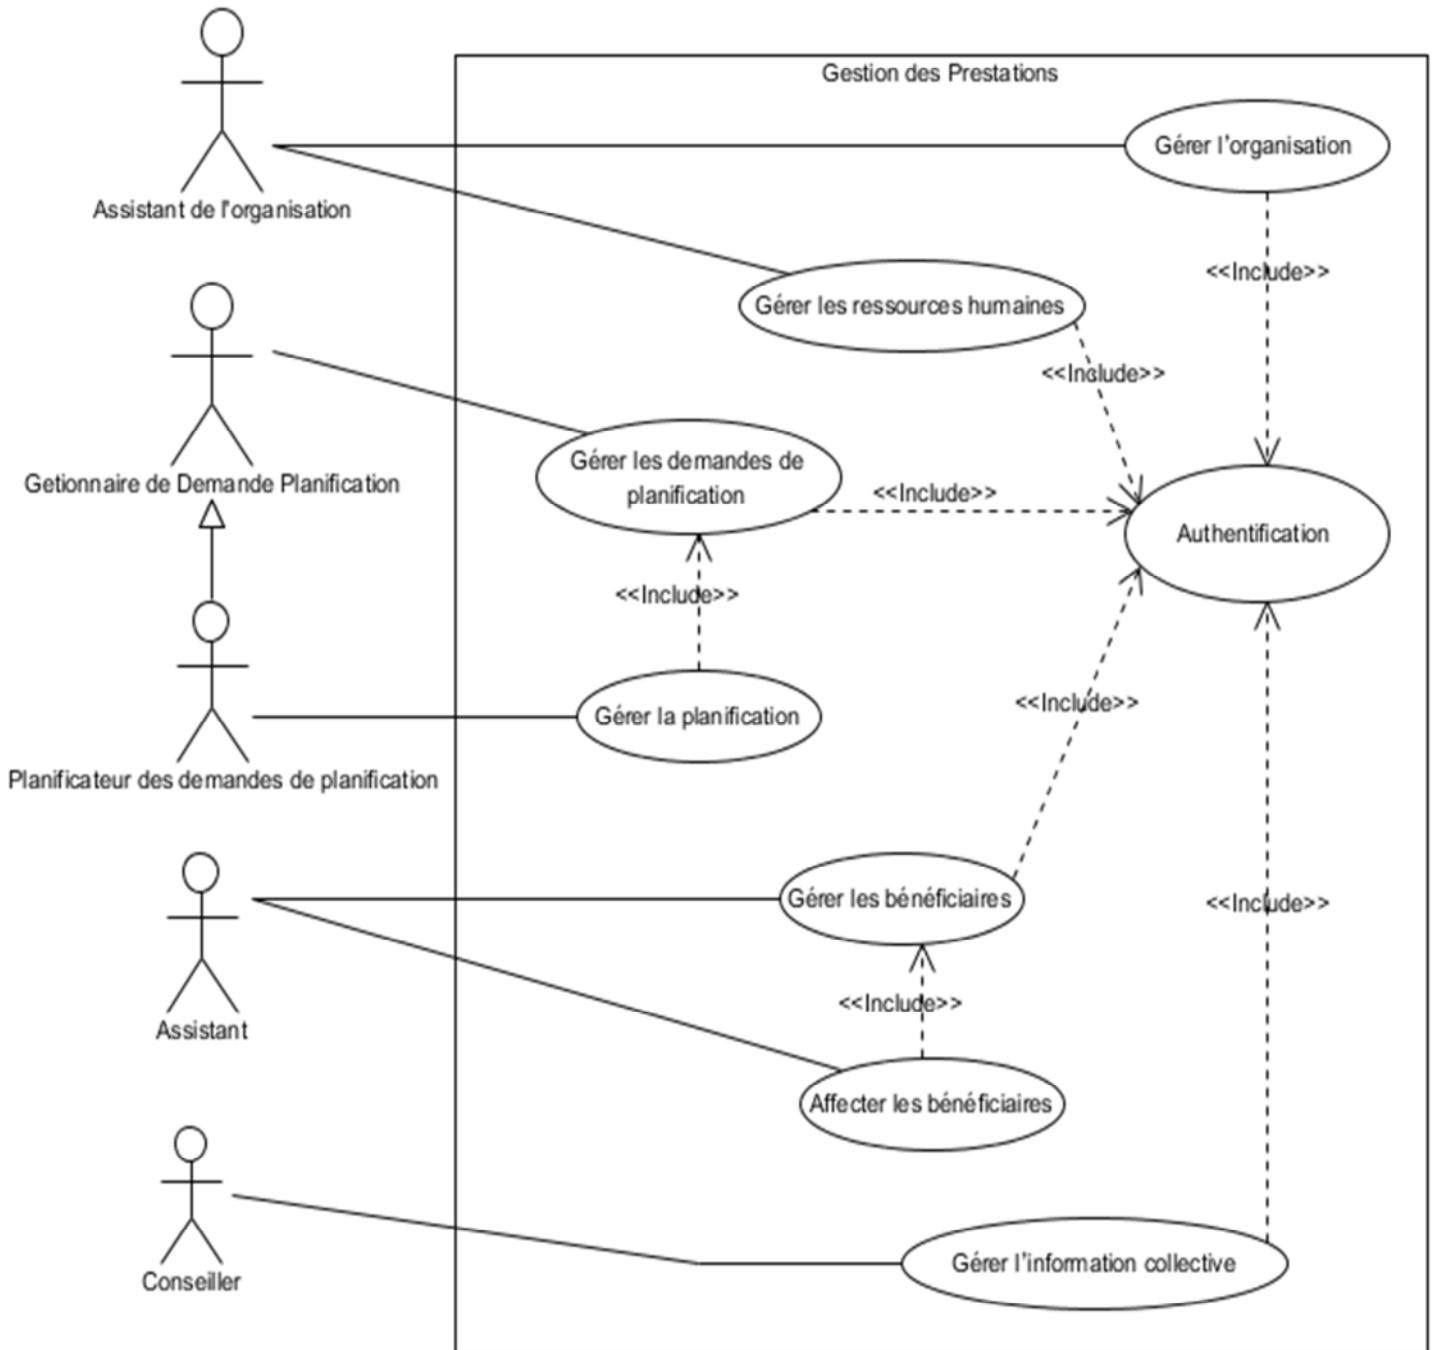 Gestion des Prestations
Gérer l'organisation
Assistant de l'organisation
<<Include>>
Gérer les ressources humaines
<<Include>>
Gérer les demandes de
planification
Getionnaire de Demande Planification
<<Include>>
Authentification
<<Include>>
Gérer la planification
<<Include>>
Planificateur des demandes de planification
Gérer les bénéficiaires
<<Include>>
<<Include>>
Assistant
Affecter les bénéficiaires
Gérer l'information collective
Conseiller